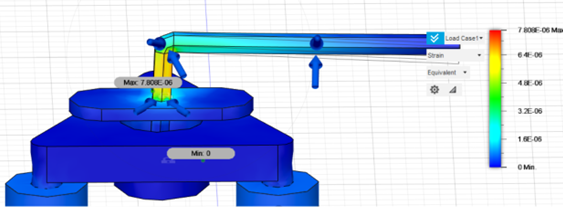 Load Case1
Strain
Equivalent
Max: 7.808E-06
Min: 0
7.808E-06 Max
6.4E-06
4.8E-06
3.2E-06
1.6E-06
0 Min